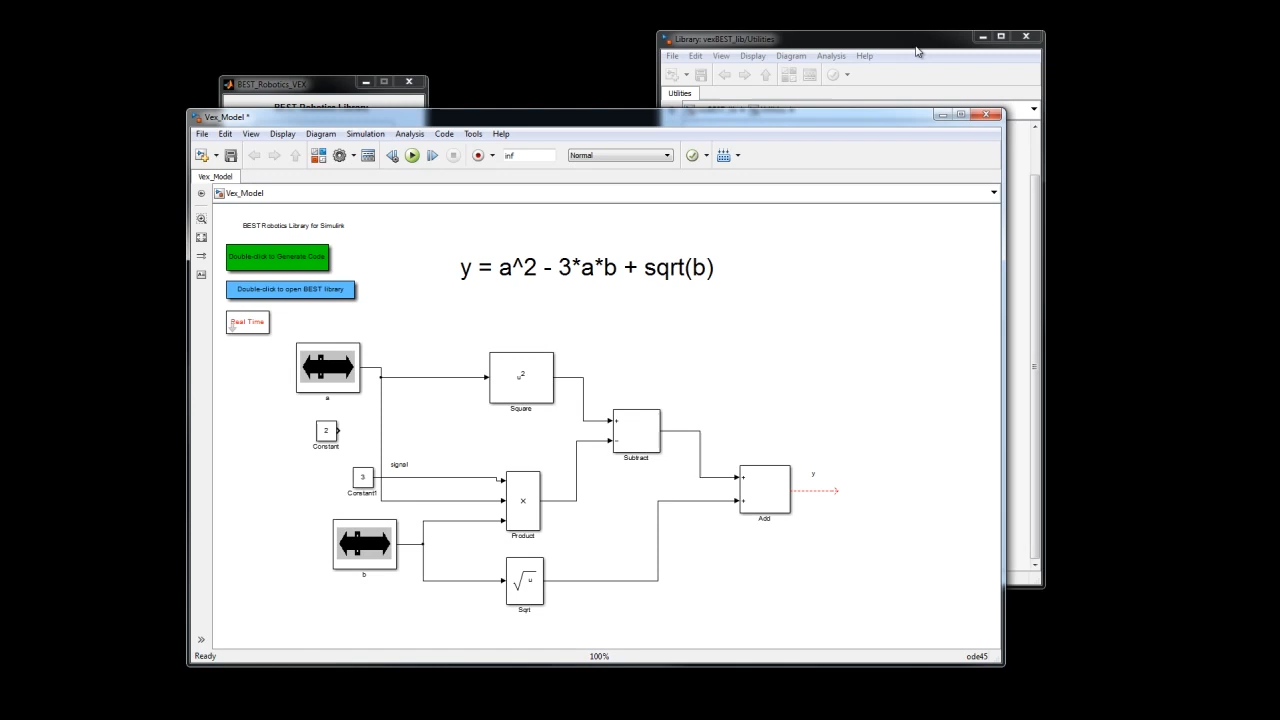 Library: vexBEST_lib/Utilities
File Edit View Display Diagram Analysis Help
Utilities
BEST_Robotics_VEX
BEST Robotics Library
Vex_Model *
File Edit View Display Diagram Simulation Analysis Code Tools Help
inf Normal
Vex_Model
Vex_Model
BEST Robotics Library for Simulink
Double-click to Generate Code
y = a^2 - 3*a*b + sqrt(b)
Double-click to open BEST library
Real Time
a
u2
Square
2
Constant
+
−
Subtract
signal
3
Constant1
×
Product
+
+
Add
y
b
√u
Sqrt
Ready 100% ode45